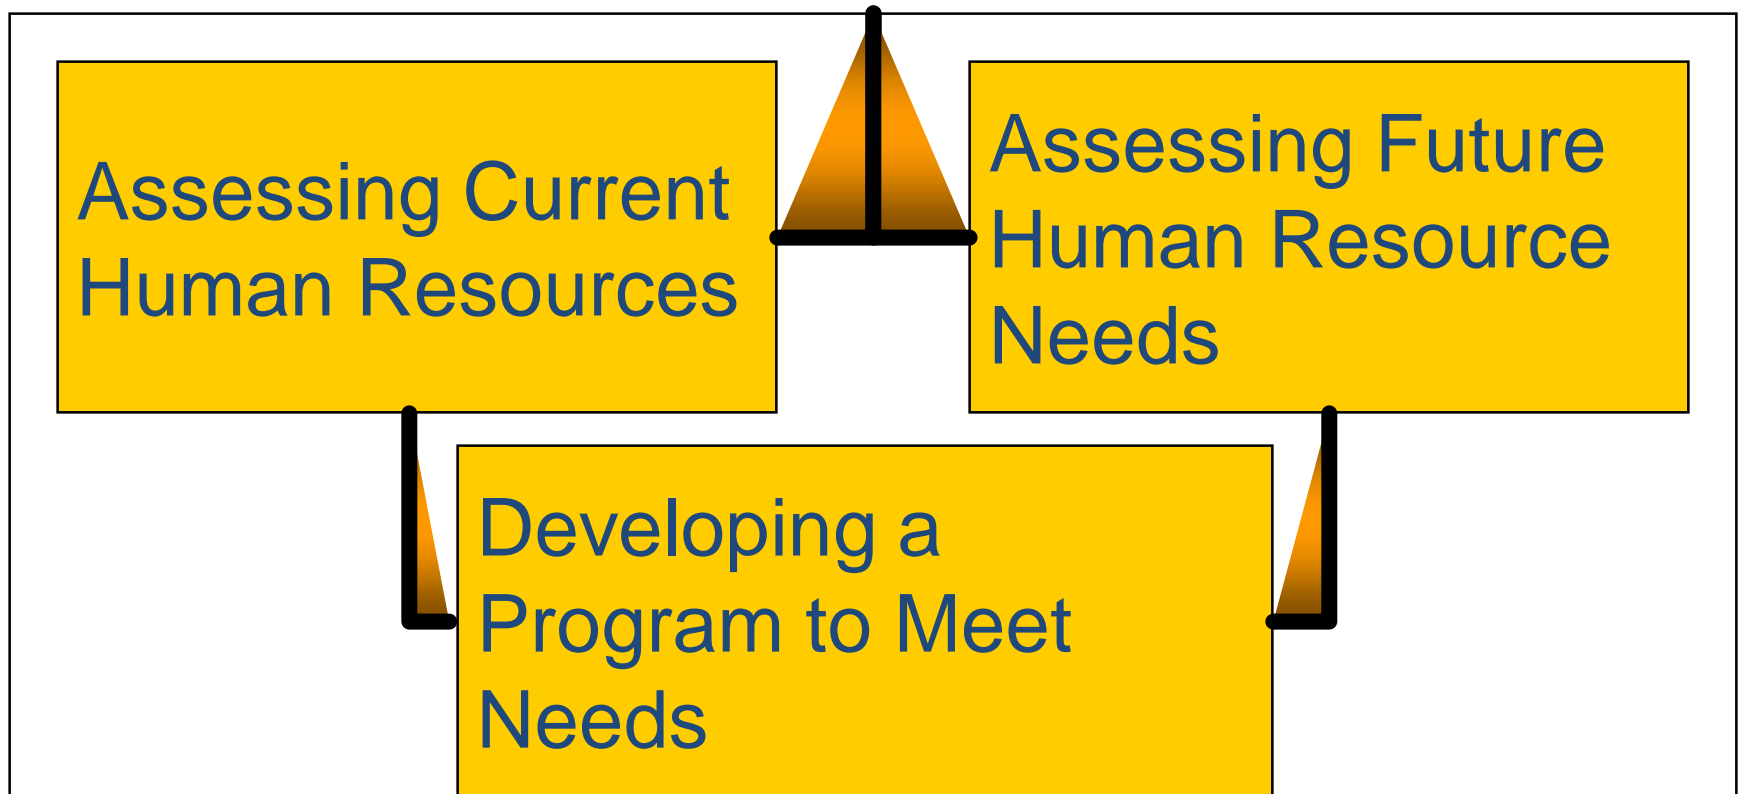 Assessing Current
Human Resources
Assessing Future
Human Resource
Needs
Developing a
Program to Meet
Needs